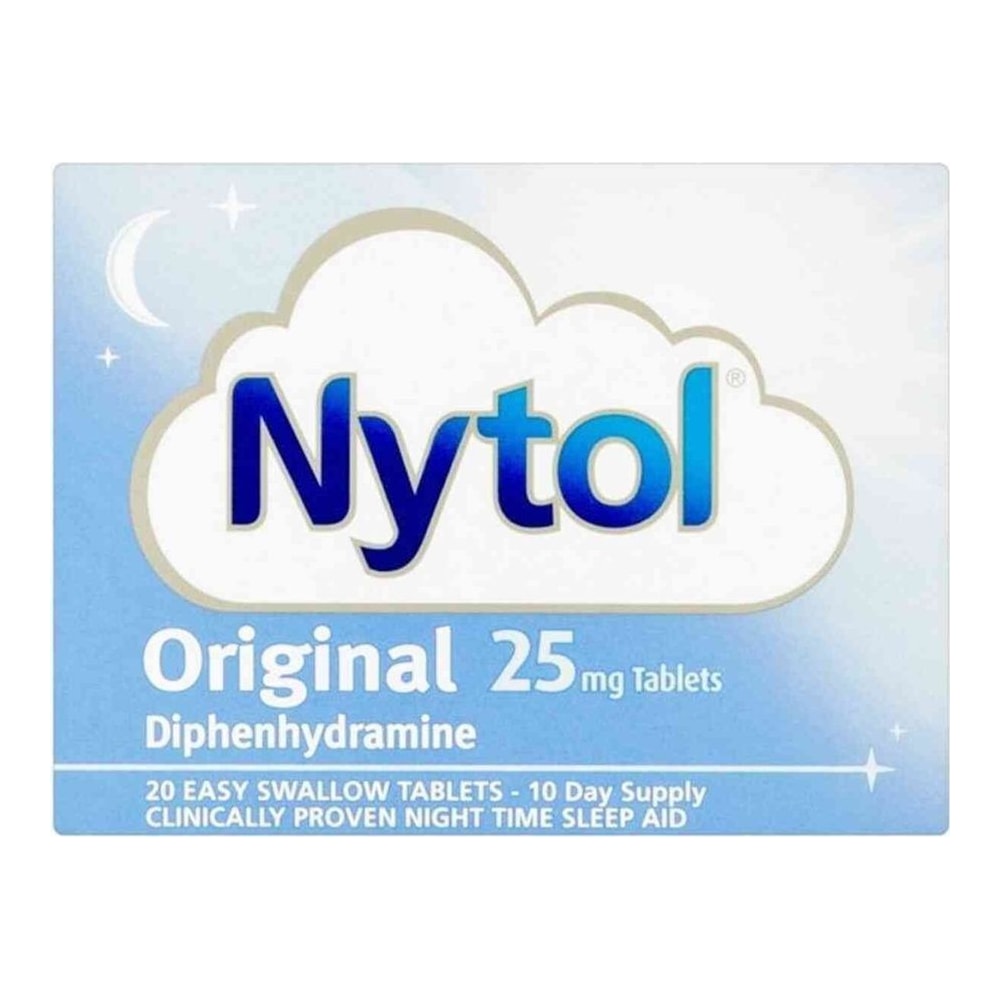 Nytol®
Original 25mg Tablets
Diphenhydramine
20 EASY SWALLOW TABLETS - 10 Day Supply
CLINICALLY PROVEN NIGHT TIME SLEEP AID